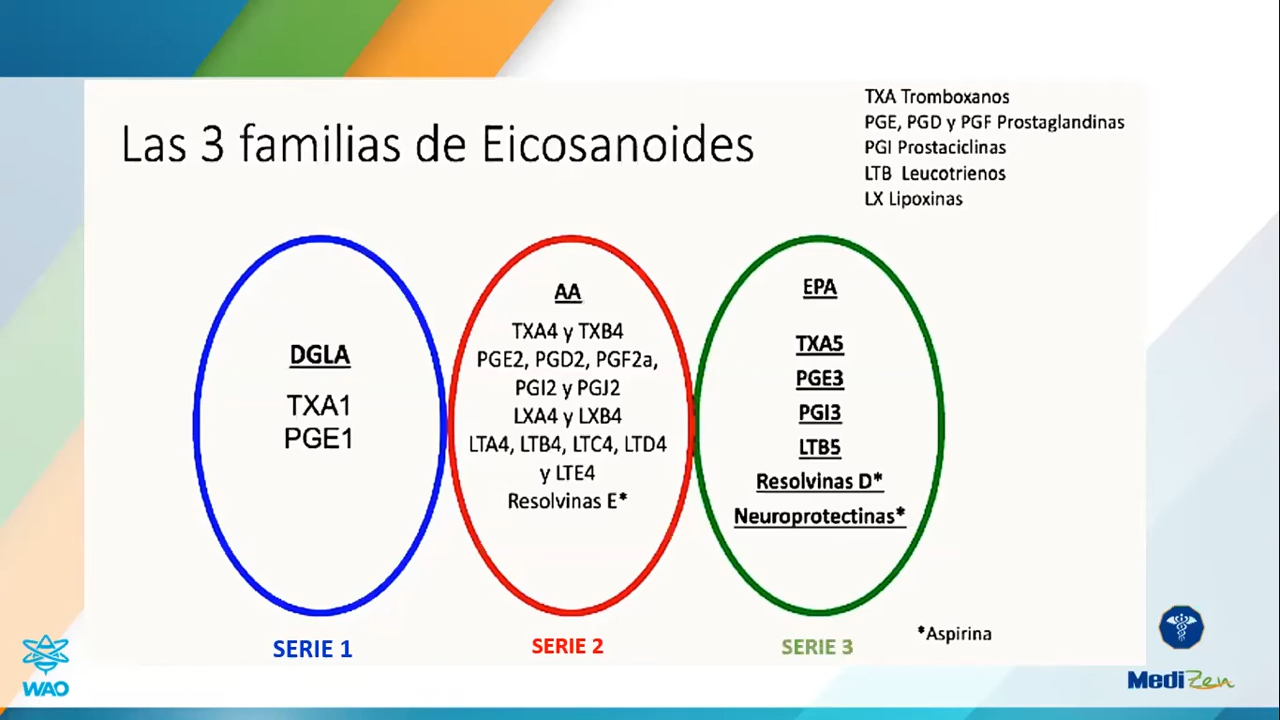 Las 3 familias de Eicosanoides
TXA Tromboxanos
PGE, PGD y PGF Prostaglandinas
PGI Prostaciclinas
LTB Leucotrienos
LX Lipoxinas
DGLA
TXA1
PGE1
SERIE 1
AA
TXA4 y TXB4
PGE2, PGD2, PGF2a,
PGI2 y PGJ2
LXA4 y LXB4
LTA4, LTB4, LTC4, LTD4
y LTE4
Resolvinas E*
SERIE 2
EPA
TXA5
PGE3
PGI3
LTB5
Resolvinas D*
Neuroprotectinas*
SERIE 3
*Aspirina
WAO
MediZen